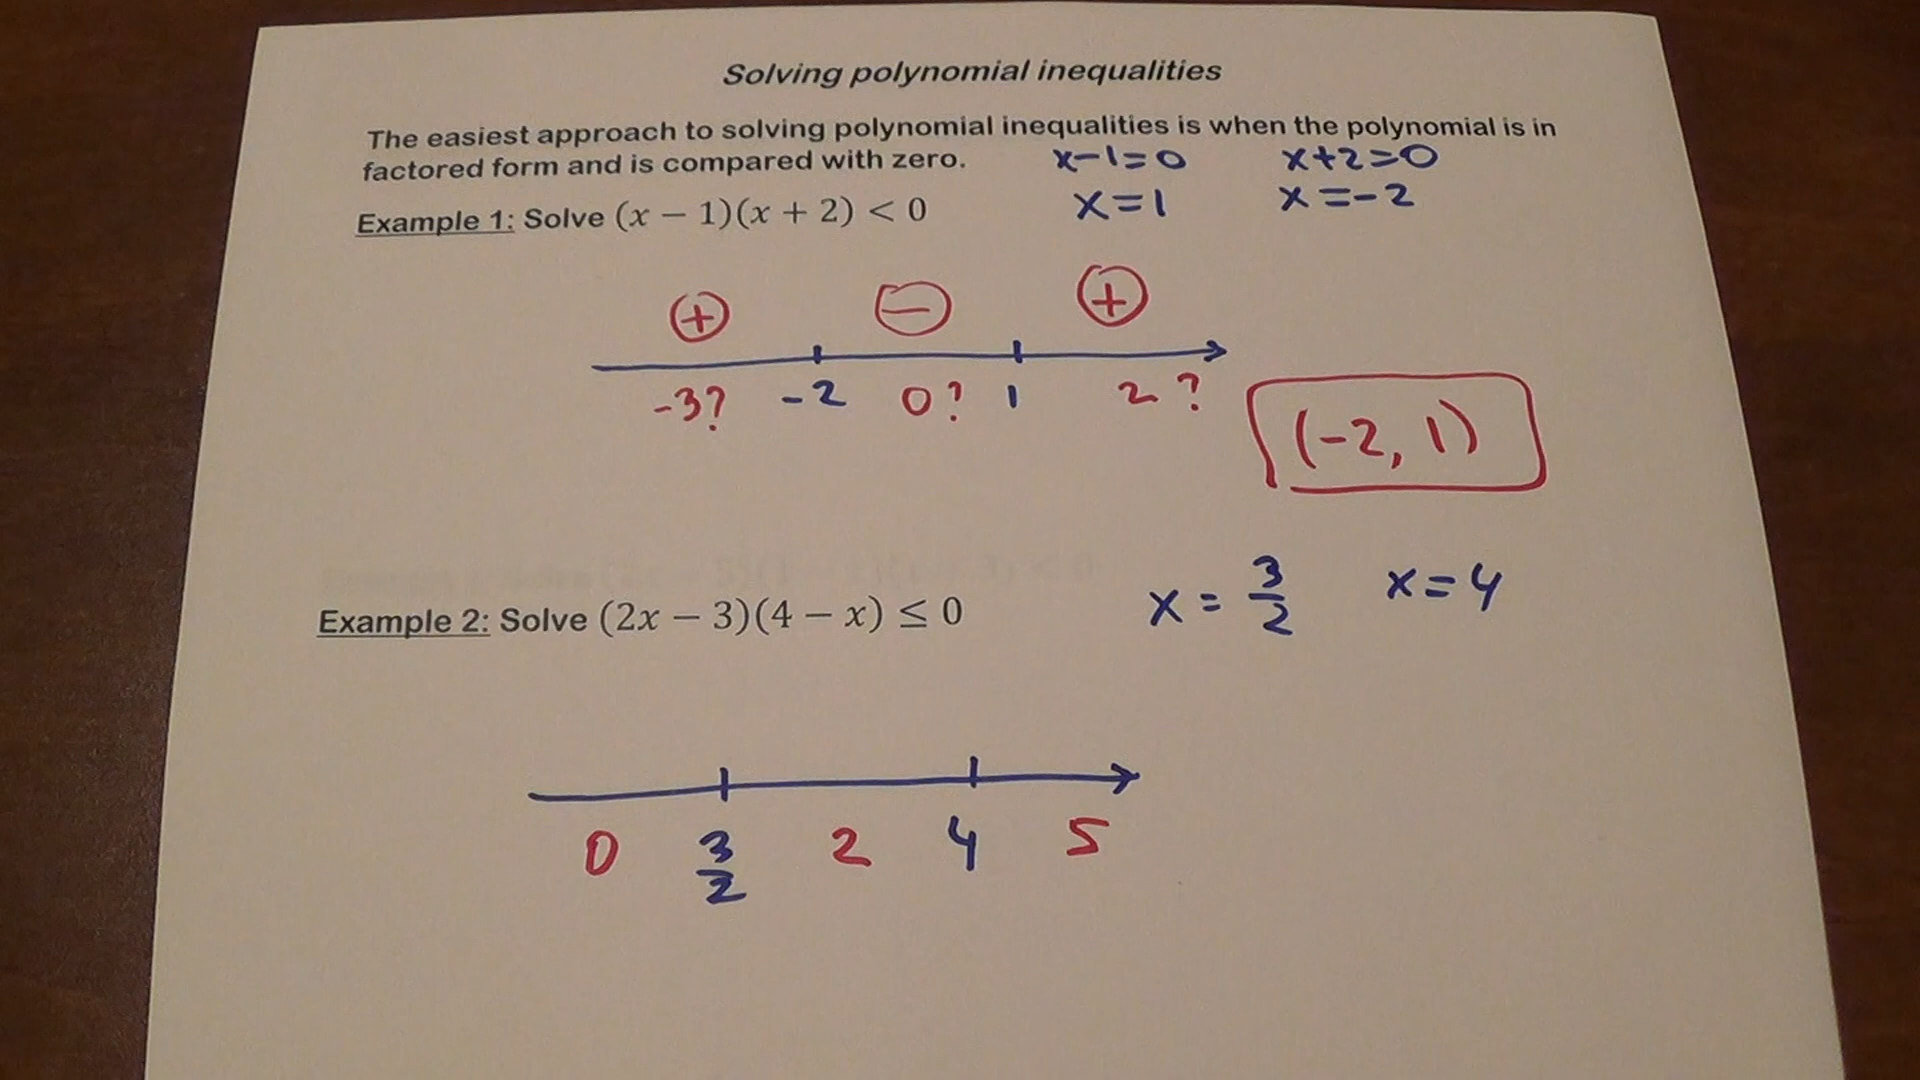 Solving polynomial inequalities
The easiest approach to solving polynomial inequalities is when the polynomial is in
factored form and is compared with zero.
x-1=0 x+2=0
Example 1: Solve (x − 1)(x + 2) < 0
x=1 x=-2
+ − +
-3? -2 0? 1 2?
(-2, 1)
Example 2: Solve (2x − 3)(4 − x) ≤ 0
x = 3/2 x=4
0 3/2 2 4 5